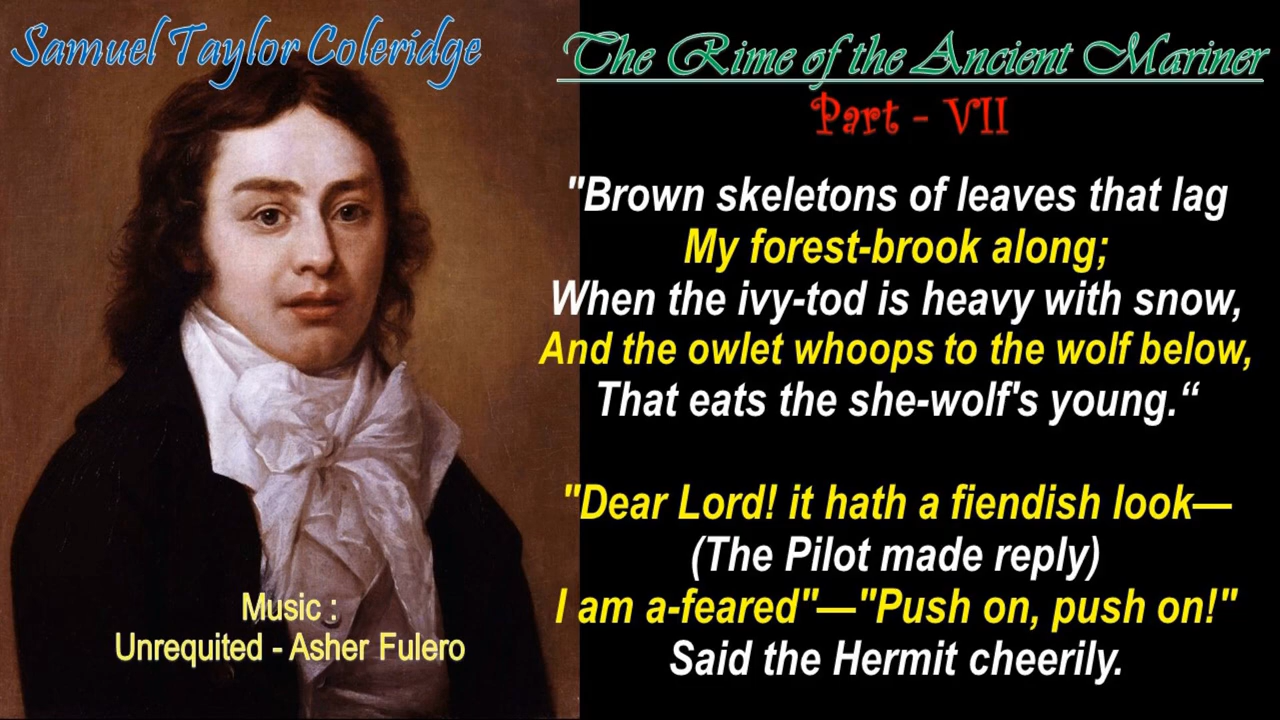 Samuel Taylor Coleridge
The Rime of the Ancient Mariner
Part - VII
"Brown skeletons of leaves that lag
My forest-brook along;
When the ivy-tod is heavy with snow,
And the owlet whoops to the wolf below,
That eats the she-wolf's young.“
"Dear Lord! it hath a fiendish look—
(The Pilot made reply)
I am a-feared"—"Push on, push on!"
Said the Hermit cheerily.
Music :
Unrequited - Asher Fulero